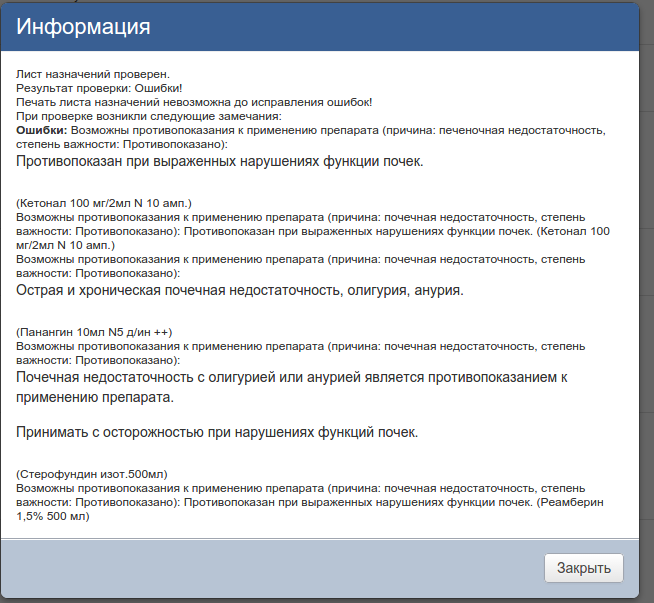 Информация
Лист назначений проверен.
Результат проверки: Ошибки!
Печать листа назначений невозможна до исправления ошибок!
При проверке возникли следующие замечания:
Ошибки: Возможны противопоказания к применению препарата (причина: печеночная недостаточность,
степень важности: Противопоказано):
Противопоказан при выраженных нарушениях функции почек.
(Кетонал 100 мг/2мл N 10 амп.)
Возможны противопоказания к применению препарата (причина: почечная недостаточность, степень
важности: Противопоказано): Противопоказан при выраженных нарушениях функции почек. (Кетонал 100
мг/2мл N 10 амп.)
Возможны противопоказания к применению препарата (причина: почечная недостаточность, степень
важности: Противопоказано):
Острая и хроническая почечная недостаточность, олигурия, анурия.
(Панангин 10мл N5 д/ин ++)
Возможны противопоказания к применению препарата (причина: почечная недостаточность, степень
важности: Противопоказано):
Почечная недостаточность с олигурией или анурией является противопоказанием к
применению препарата.
Принимать с осторожностью при нарушениях функций почек.
(Стерофундин изот.500мл)
Возможны противопоказания к применению препарата (причина: почечная недостаточность, степень
важности: Противопоказано): Противопоказан при выраженных нарушениях функции почек. (Реамберин
1,5% 500 мл)
Закрыть